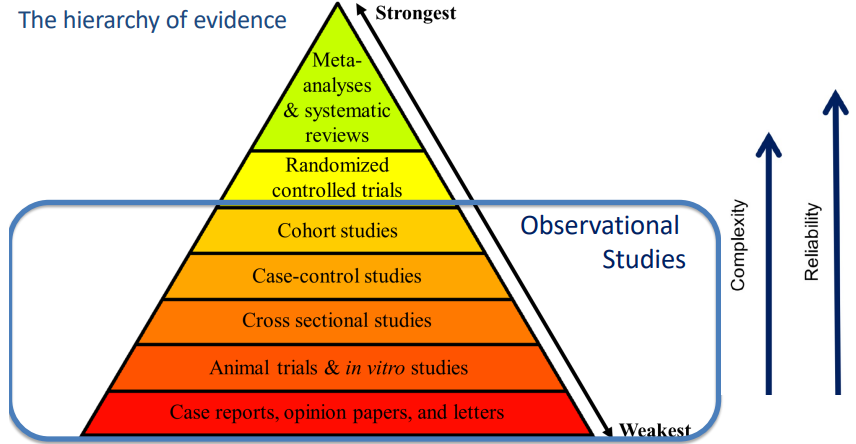 The hierarchy of evidence
Strongest
Meta-
analyses
& systematic
reviews
Randomized
controlled trials
Cohort studies
Observational
Studies
Case-control studies
Cross sectional studies
Animal trials & in vitro studies
Case reports, opinion papers, and letters
Weakest
Complexity
Reliability